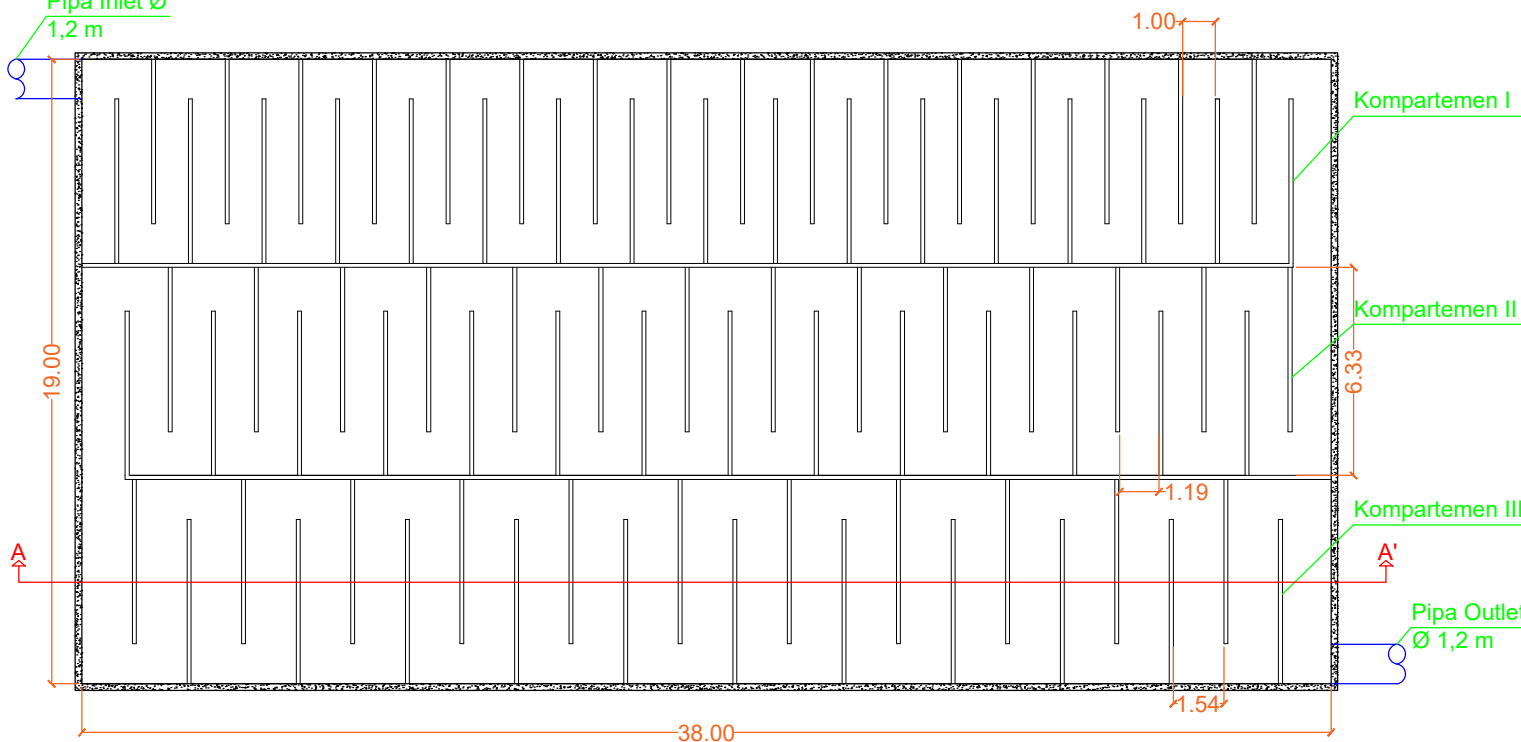 Pipa Inlet Ø
1,2 m
1.00
Kompartemen I
Kompartemen II
19.00
6.33
1.19
Kompartemen III
A
A'
Pipa Outlet
Ø 1,2 m
1.54
38.00